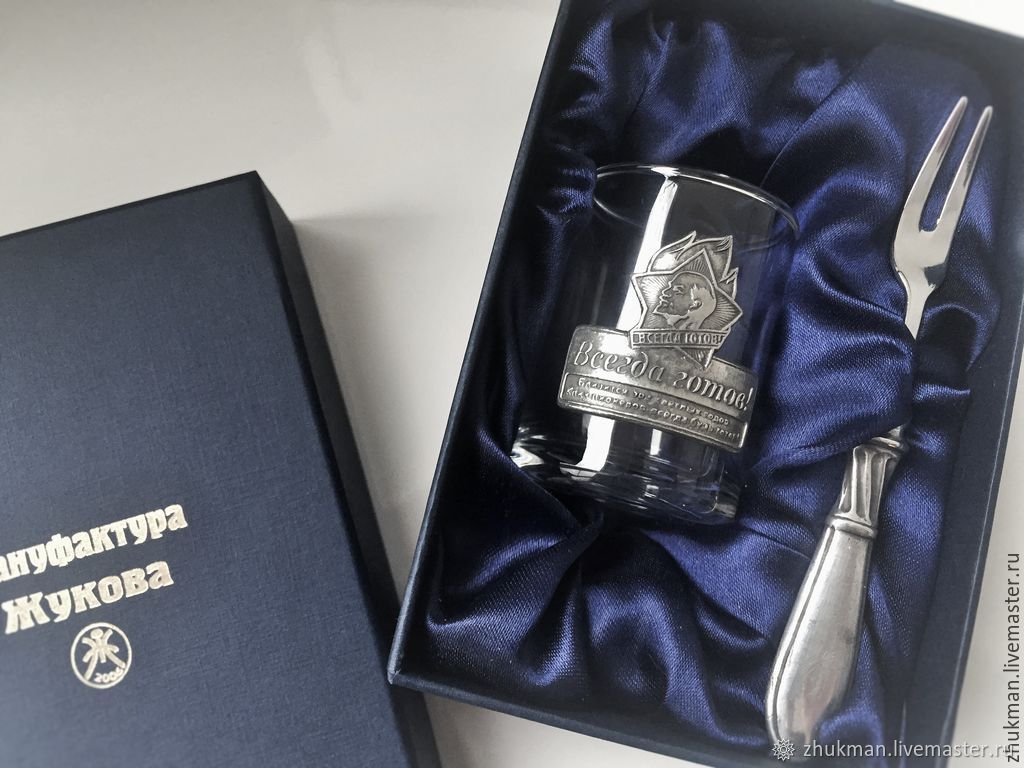 ануфактура
Жукова
Ж
2006
ВСЕГДА ГОТОВ!
Всегда готов!
zhukman.livemaster.ru
zhukman.livemaster.ru